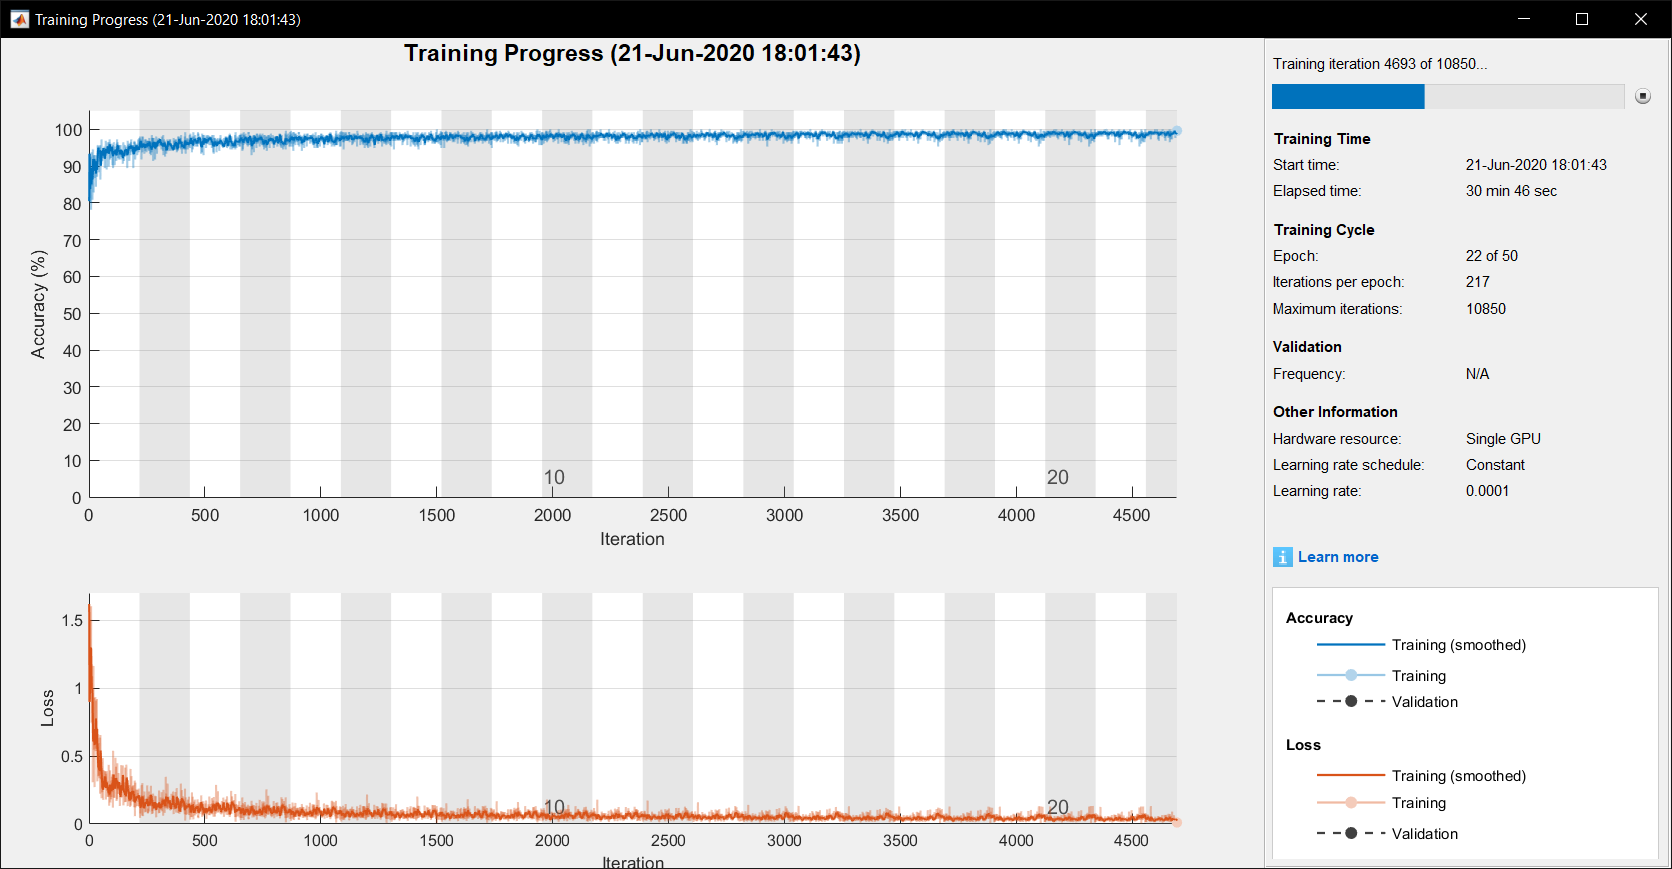 Training Progress (21-Jun-2020 18:01:43)
Training Progress (21-Jun-2020 18:01:43)
100
90
80
70
60
50
40
30
20
10
0
Accuracy (%)
10
20
0 500 1000 1500 2000 2500 3000 3500 4000 4500
Iteration
1.5
1
0.5
0
Loss
10
20
0 500 1000 1500 2000 2500 3000 3500 4000 4500
Iteration
Training iteration 4693 of 10850...
Training Time
Start time: 21-Jun-2020 18:01:43
Elapsed time: 30 min 46 sec
Training Cycle
Epoch: 22 of 50
Iterations per epoch: 217
Maximum iterations: 10850
Validation
Frequency: N/A
Other Information
Hardware resource: Single GPU
Learning rate schedule: Constant
Learning rate: 0.0001
i Learn more
Accuracy
Training (smoothed)
Training
Validation
Loss
Training (smoothed)
Training
Validation